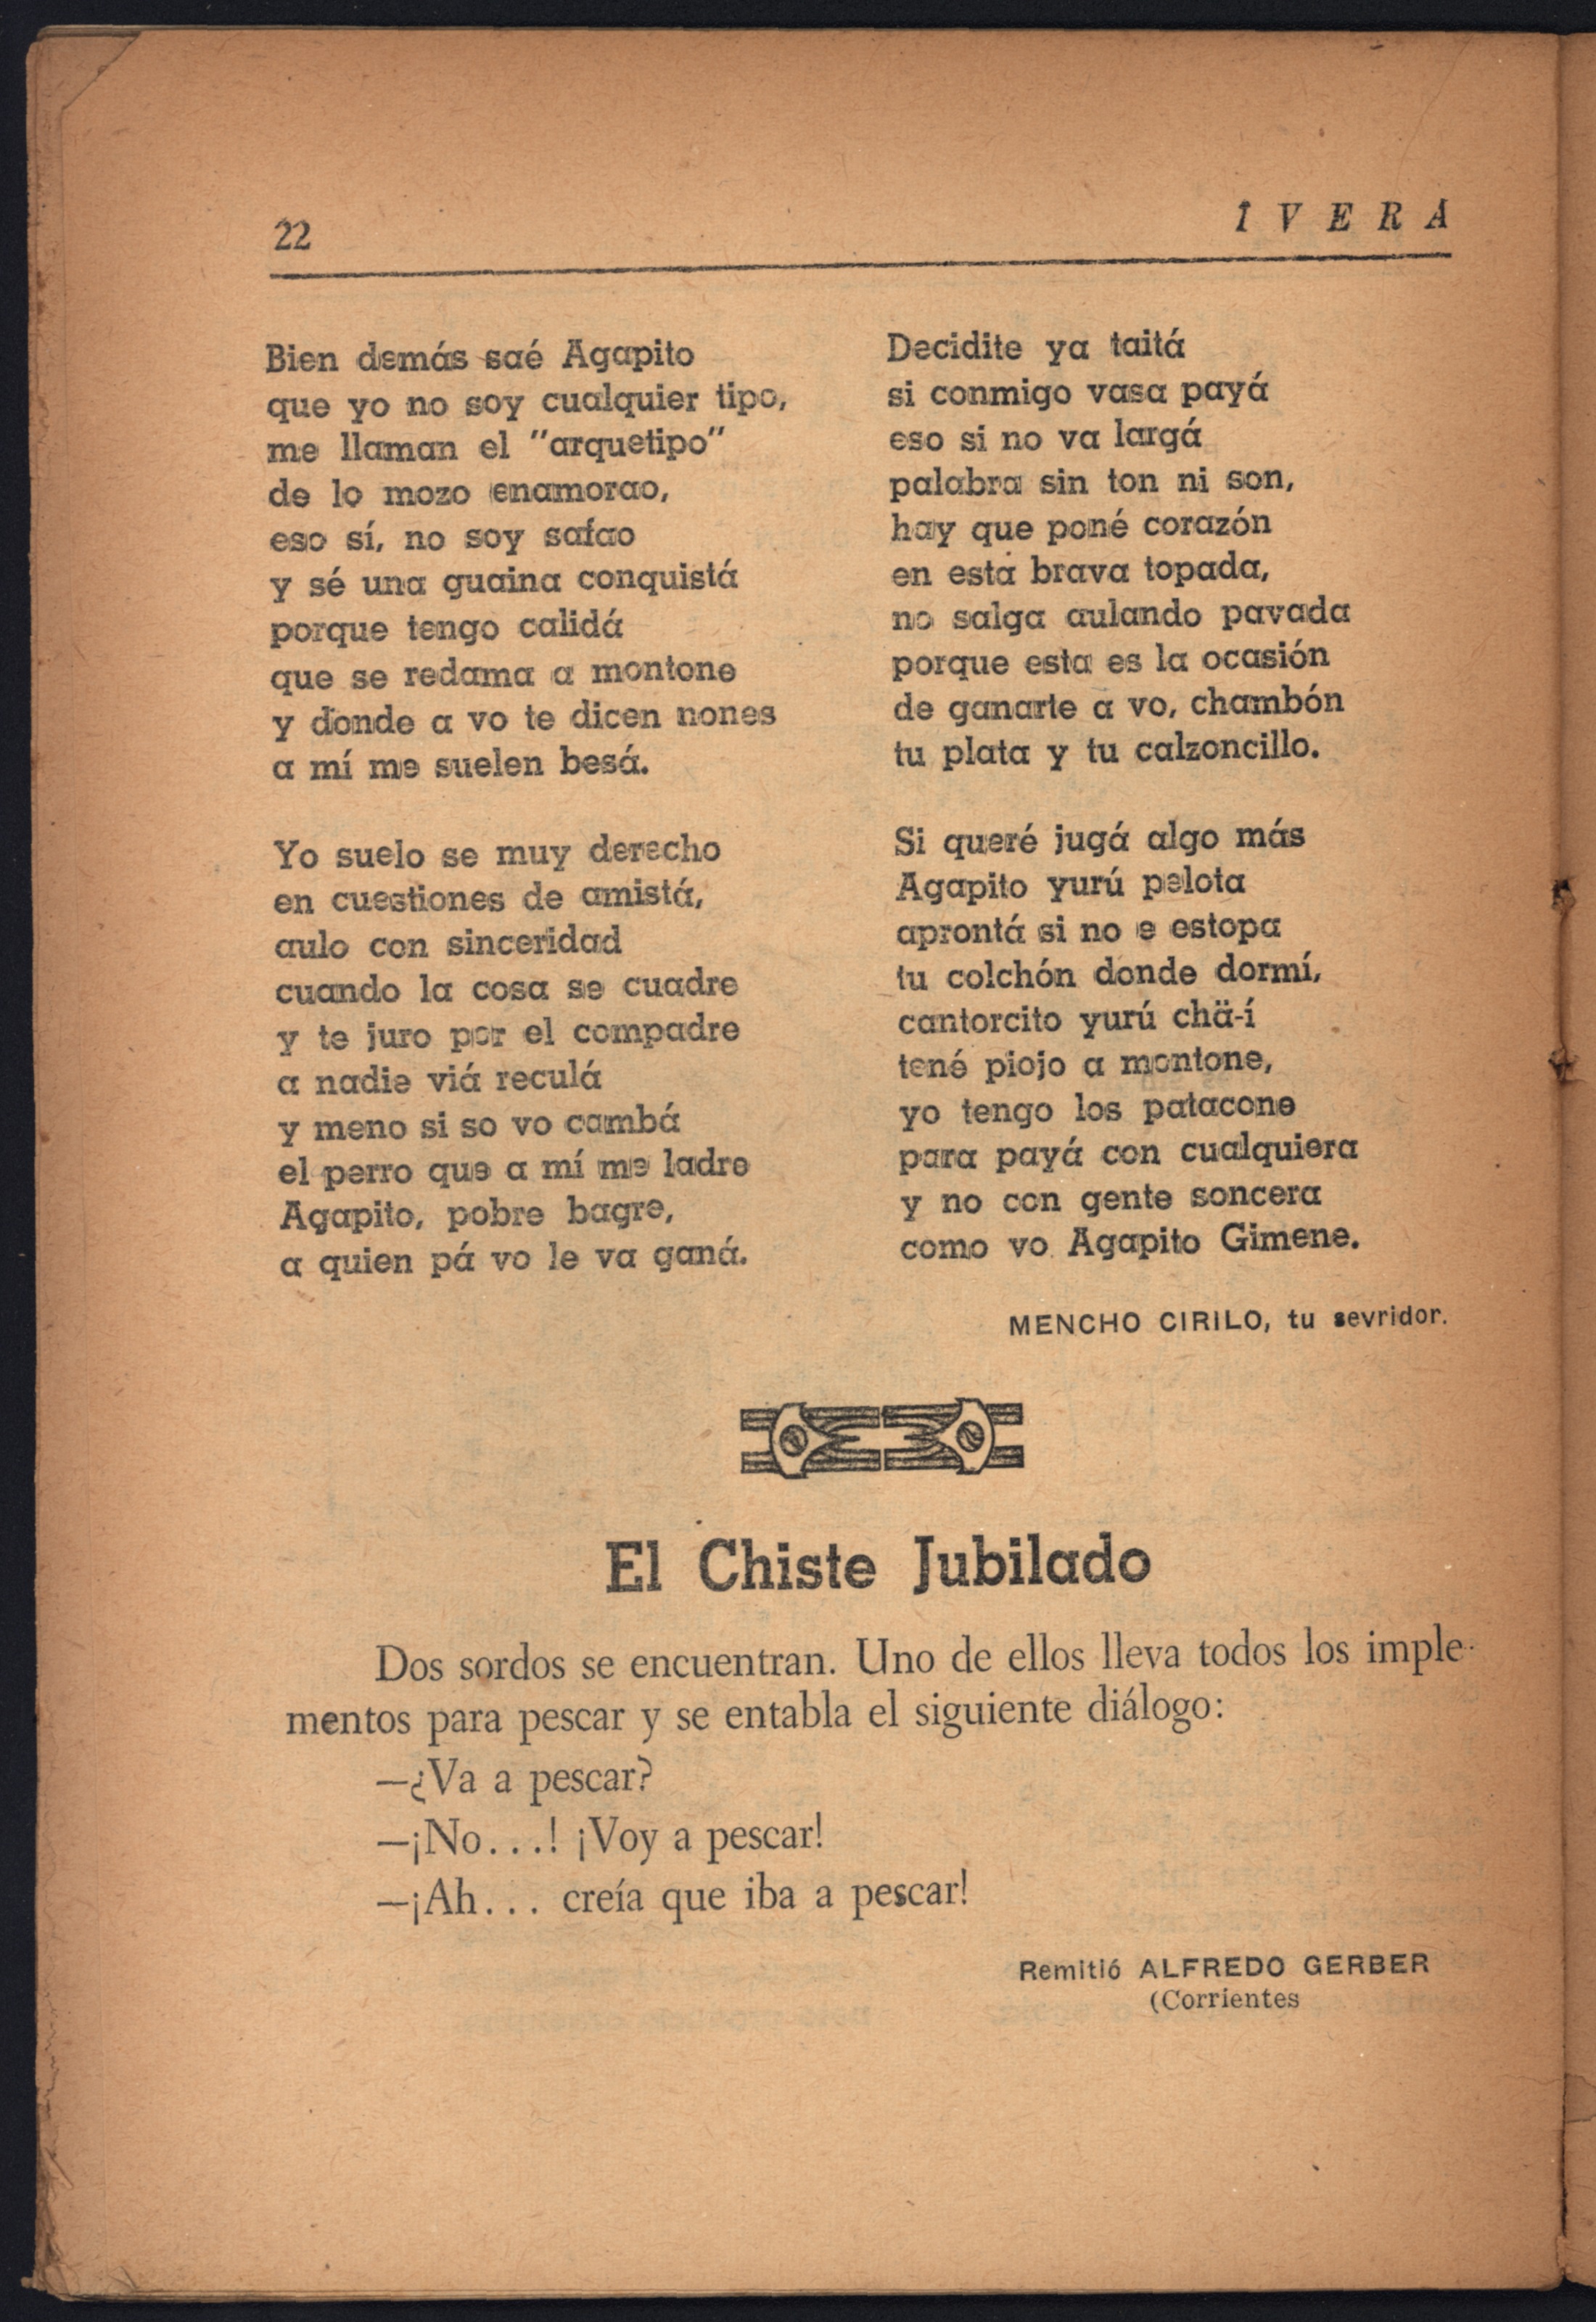 22
I V E R A
Bien demás saé Agapito
que yo no soy cualquier tipo,
me llaman el "arquetipo"
de lo mozo enamorao,
eso sí, no soy safao
y sé una guaina conquistá
porque tengo calidá
que se redama a montone
y donde a vo te dicen nones
a mí me suelen besá.
Yo suelo se muy derecho
en cuestiones de amistá,
aulo con sinceridad
cuando la cosa se cuadre
y te juro por el compadre
a nadie viá reculá
y meno si so vo cambá
el perro que a mí me ladre
Agapito, pobre bagre,
a quien pá vo le va ganá.
Decidite ya taitá
si conmigo vasa payá
eso si no va largá
palabra sin ton ni son,
hay que poné corazón
en esta brava topada,
no salga aulando pavada
porque esta es la ocasión
de ganarte a vo, chambón
tu plata y tu calzoncillo.
Si queré jugá algo más
Agapito yurú pelota
aprontá si no e estopa
tu colchón donde dormí,
cantorcito yurú chä-í
tené piojo a montone,
yo tengo los patacone
para payá con cualquiera
y no con gente soncera
como vo Agapito Gimene.
MENCHO CIRILO, tu sevridor.
El Chiste Jubilado
Dos sordos se encuentran. Uno de ellos lleva todos los imple-
mentos para pescar y se entabla el siguiente diálogo:
—¿Va a pescar?
—¡No...! ¡Voy a pescar!
—¡Ah... creía que iba a pescar!
Remitió ALFREDO GERBER
(Corrientes